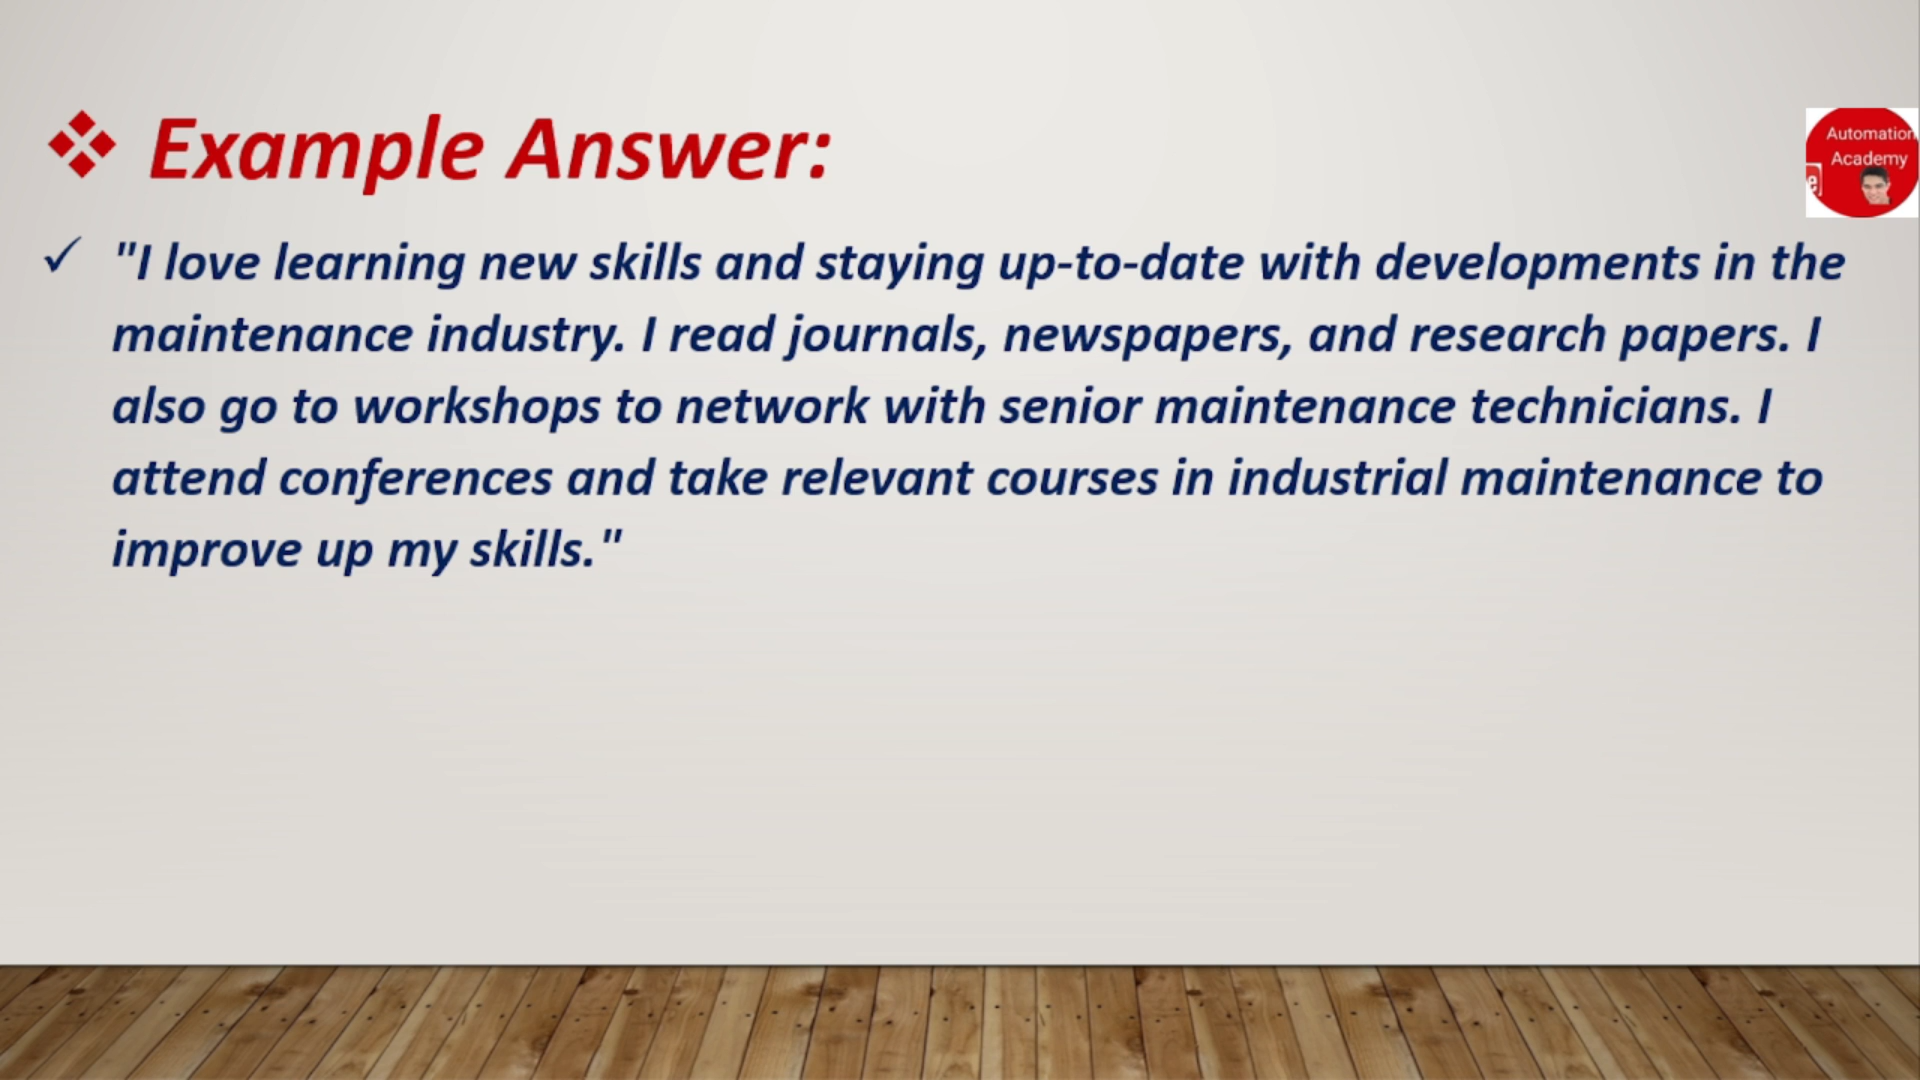 ❖ Example Answer:
Automation
Academy
e
✓ "I love learning new skills and staying up-to-date with developments in the
maintenance industry. I read journals, newspapers, and research papers. I
also go to workshops to network with senior maintenance technicians. I
attend conferences and take relevant courses in industrial maintenance to
improve up my skills."